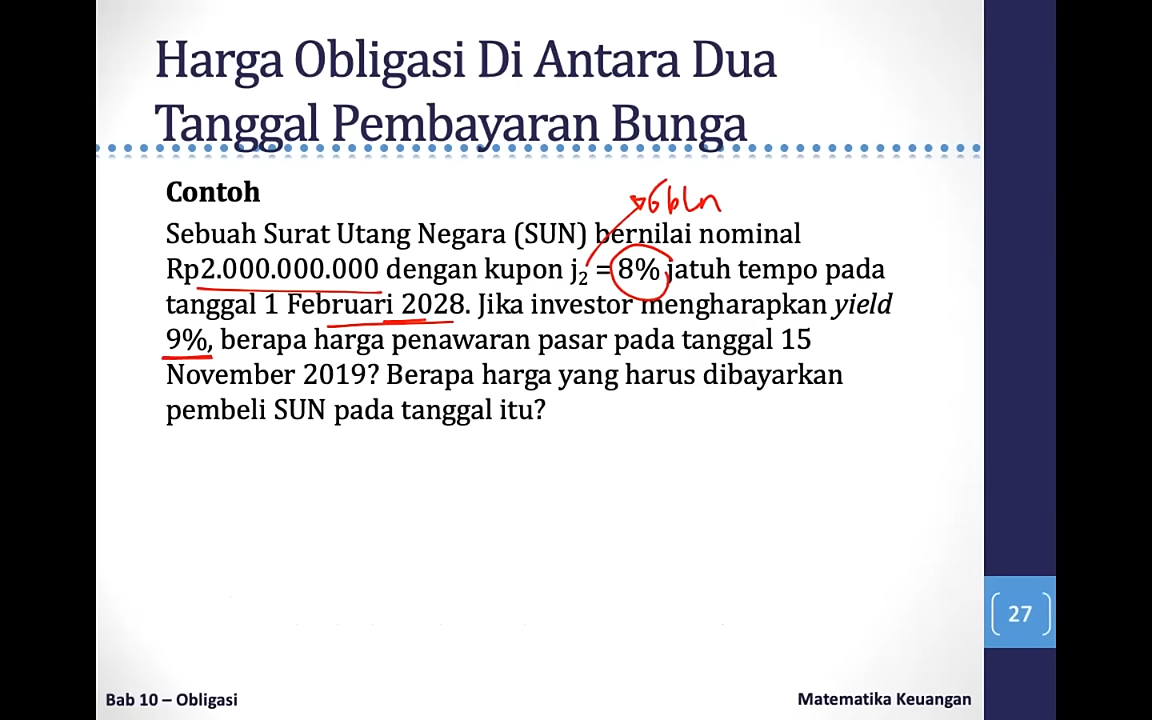 Harga Obligasi Di Antara Dua
Tanggal Pembayaran Bunga
Contoh
6 bln
Sebuah Surat Utang Negara (SUN) bernilai nominal
Rp2.000.000.000 dengan kupon j₂ = 8% jatuh tempo pada
tanggal 1 Februari 2028. Jika investor mengharapkan yield
9%, berapa harga penawaran pasar pada tanggal 15
November 2019? Berapa harga yang harus dibayarkan
pembeli SUN pada tanggal itu?
27
Bab 10 – Obligasi
Matematika Keuangan